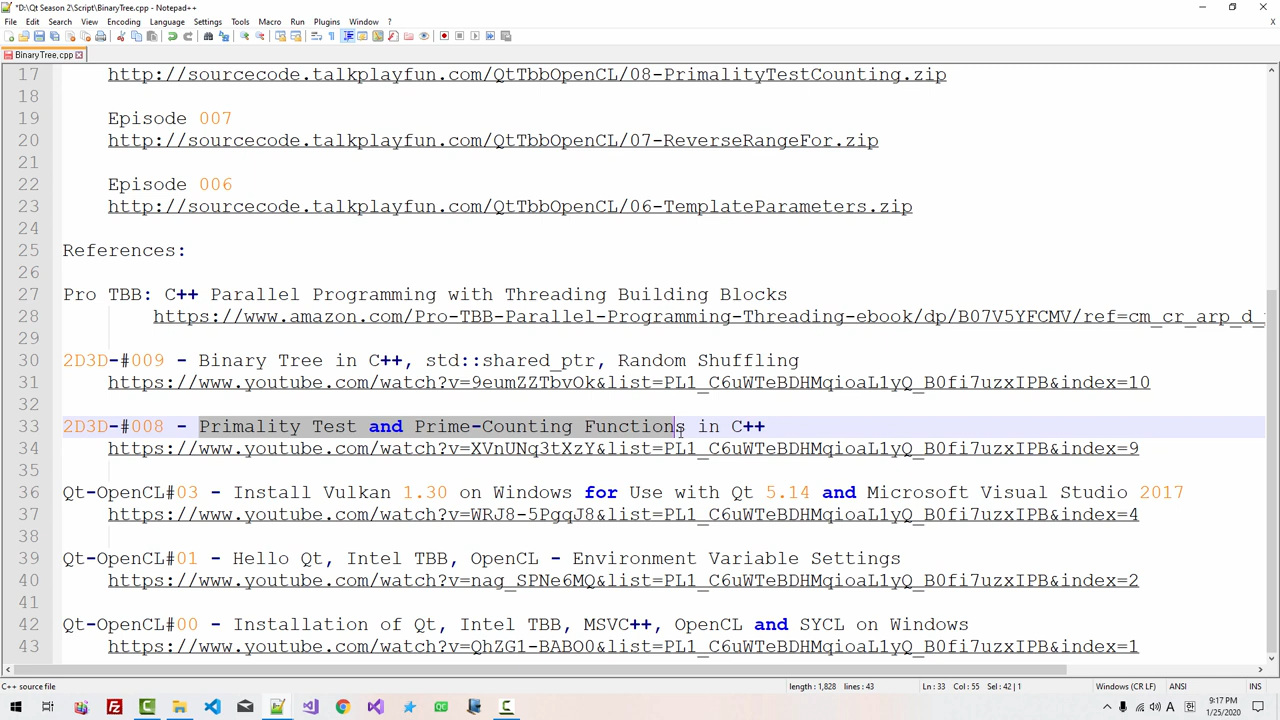 *D:\Qt Season 2\Script\BinaryTree.cpp - Notepad++
File Edit Search View Encoding Language Settings Tools Macro Run Plugins Window ?
X
BinaryTree.cpp
17 http://sourcecode.talkplayfun.com/QtTbbOpenCL/08-PrimalityTestCounting.zip
18
19 Episode 007
20 http://sourcecode.talkplayfun.com/QtTbbOpenCL/07-ReverseRangeFor.zip
21
22 Episode 006
23 http://sourcecode.talkplayfun.com/QtTbbOpenCL/06-TemplateParameters.zip
24
25 References:
26
27 Pro TBB: C++ Parallel Programming with Threading Building Blocks
28 https://www.amazon.com/Pro-TBB-Parallel-Programming-Threading-ebook/dp/B07V5YFCMV/ref=cm_cr_arp_d_
29
30 2D3D-#009 - Binary Tree in C++, std::shared_ptr, Random Shuffling
31 https://www.youtube.com/watch?v=9eumZZTbvOk&list=PL1_C6uWTeBDHMqioaL1yQ_B0fi7uzxIPB&index=10
32
33 2D3D-#008 - Primality Test and Prime-Counting Functions in C++
34 https://www.youtube.com/watch?v=XVnUNq3tXzY&list=PL1_C6uWTeBDHMqioaL1yQ_B0fi7uzxIPB&index=9
35
36 Qt-OpenCL#03 - Install Vulkan 1.30 on Windows for Use with Qt 5.14 and Microsoft Visual Studio 2017
37 https://www.youtube.com/watch?v=WRJ8-5PgqJ8&list=PL1_C6uWTeBDHMqioaL1yQ_B0fi7uzxIPB&index=4
38
39 Qt-OpenCL#01 - Hello Qt, Intel TBB, OpenCL - Environment Variable Settings
40 https://www.youtube.com/watch?v=nag_SPNe6MQ&list=PL1_C6uWTeBDHMqioaL1yQ_B0fi7uzxIPB&index=2
41
42 Qt-OpenCL#00 - Installation of Qt, Intel TBB, MSVC++, OpenCL and SYCL on Windows
43 https://www.youtube.com/watch?v=QhZG1-BABO0&list=PL1_C6uWTeBDHMqioaL1yQ_B0fi7uzxIPB&index=1
C++ source file length : 1,828 lines : 43 Ln : 33 Col : 55 Sel : 42 | 1 Windows (CR LF) ANSI INS
9:17 PM
1/25/2020